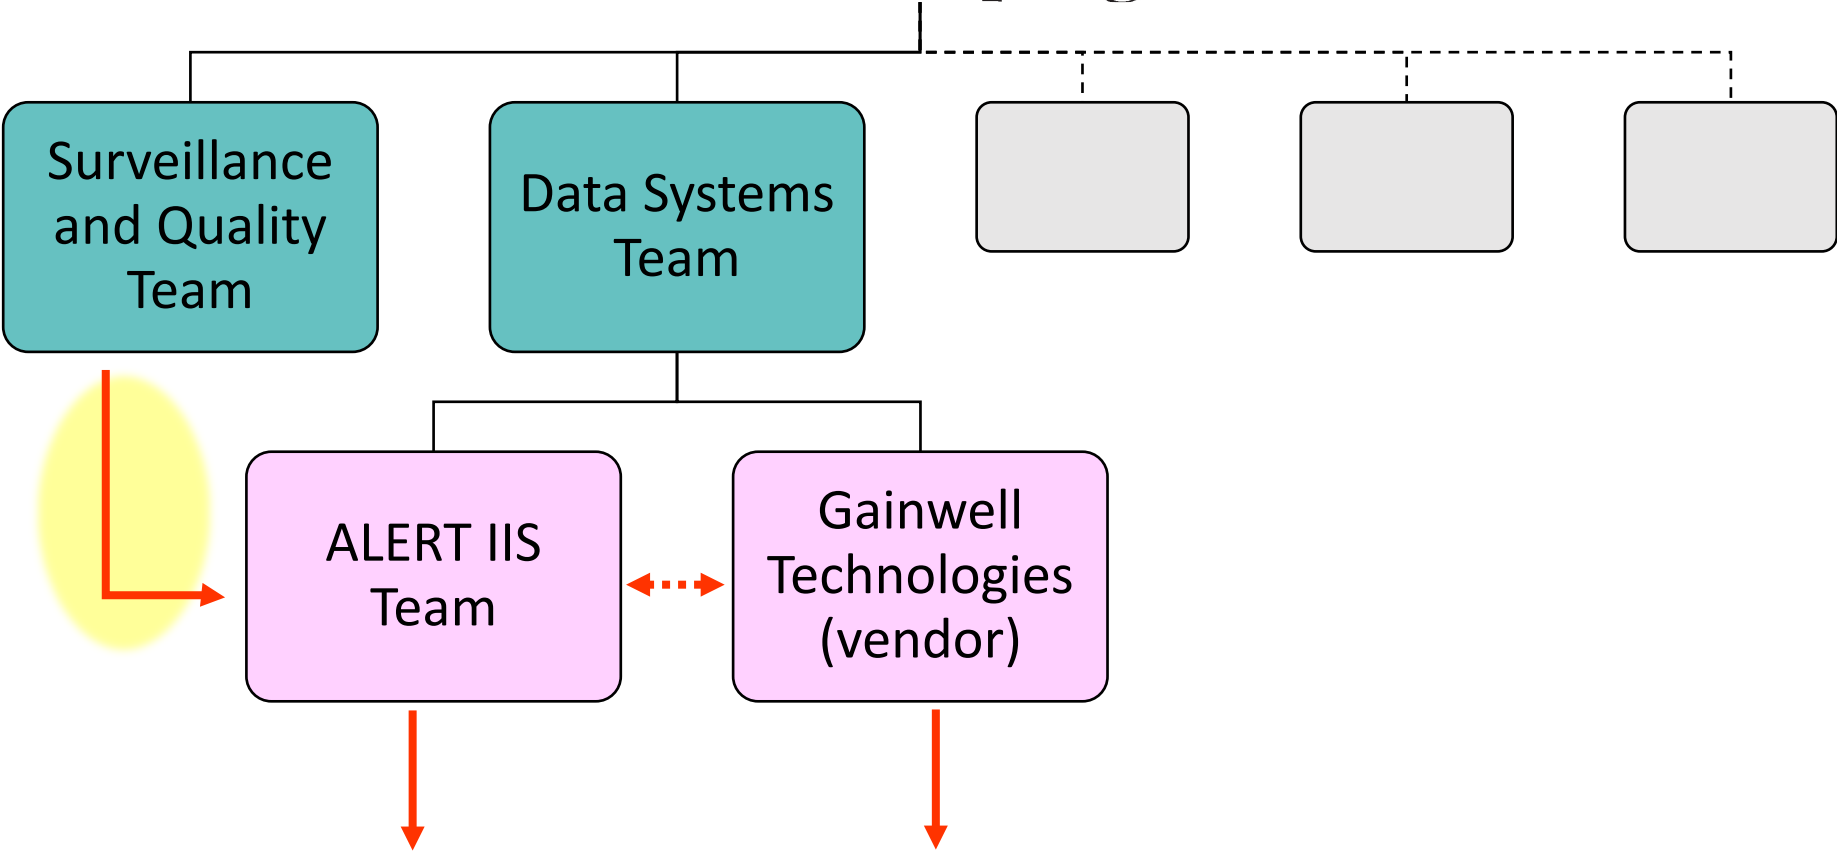 Surveillance
and Quality
Team
Data Systems
Team
ALERT IIS
Team
Gainwell
Technologies
(vendor)